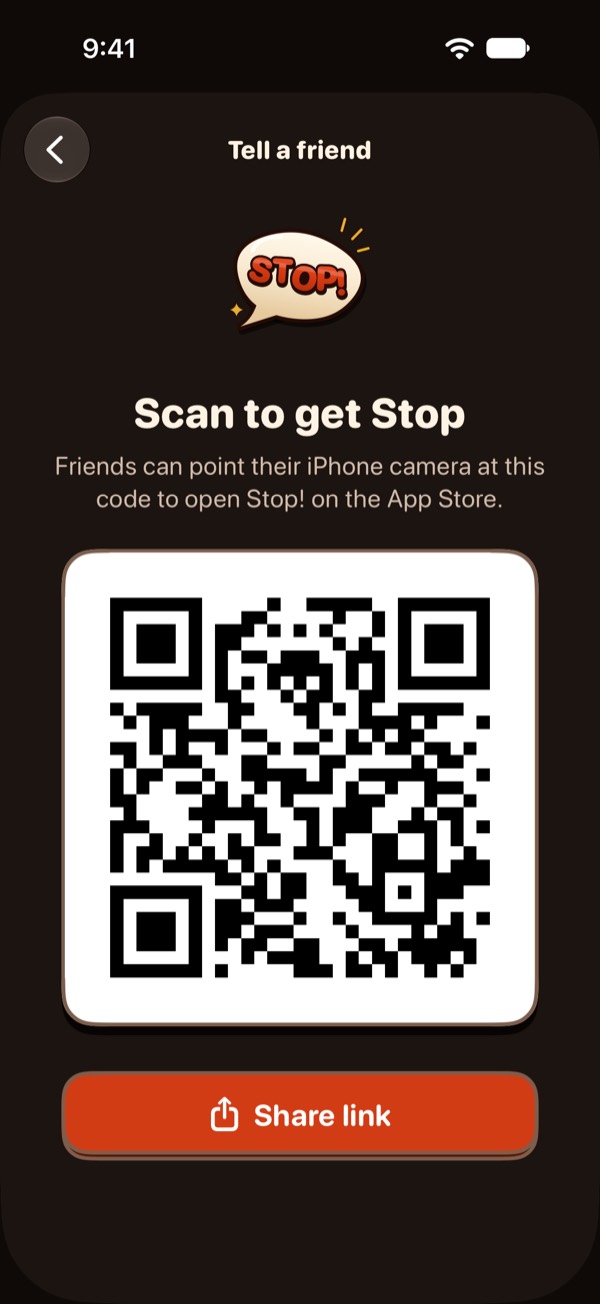 9:41
Tell a friend
STOP!
Scan to get Stop
Friends can point their iPhone camera at this
code to open Stop! on the App Store.
Share link